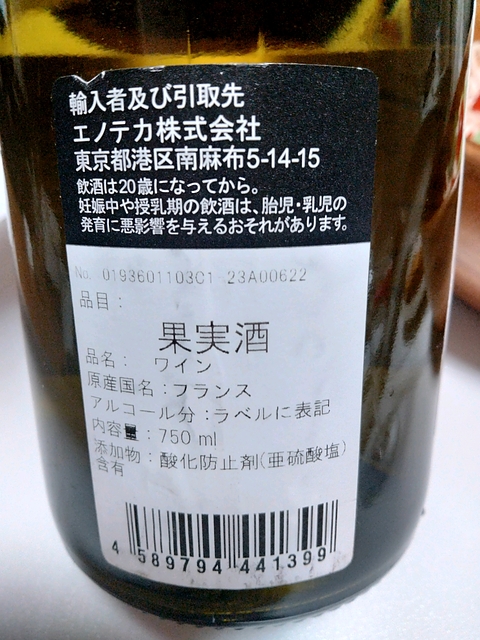 輸入者及び引取先
エノテカ株式会社
東京都港区南麻布5-14-15
飲酒は20歳になってから。
妊娠中や授乳期の飲酒は、胎児・乳児の
発育に悪影響を与えるおそれがあります。
No. 0193601103C1 23A00622
品目：
果実酒
品名： ワイン
原産国名：フランス
アルコール分：ラベルに表記
内容量：750 ml
添加物：酸化防止剤(亜硫酸塩)
含有
4 589794 441399